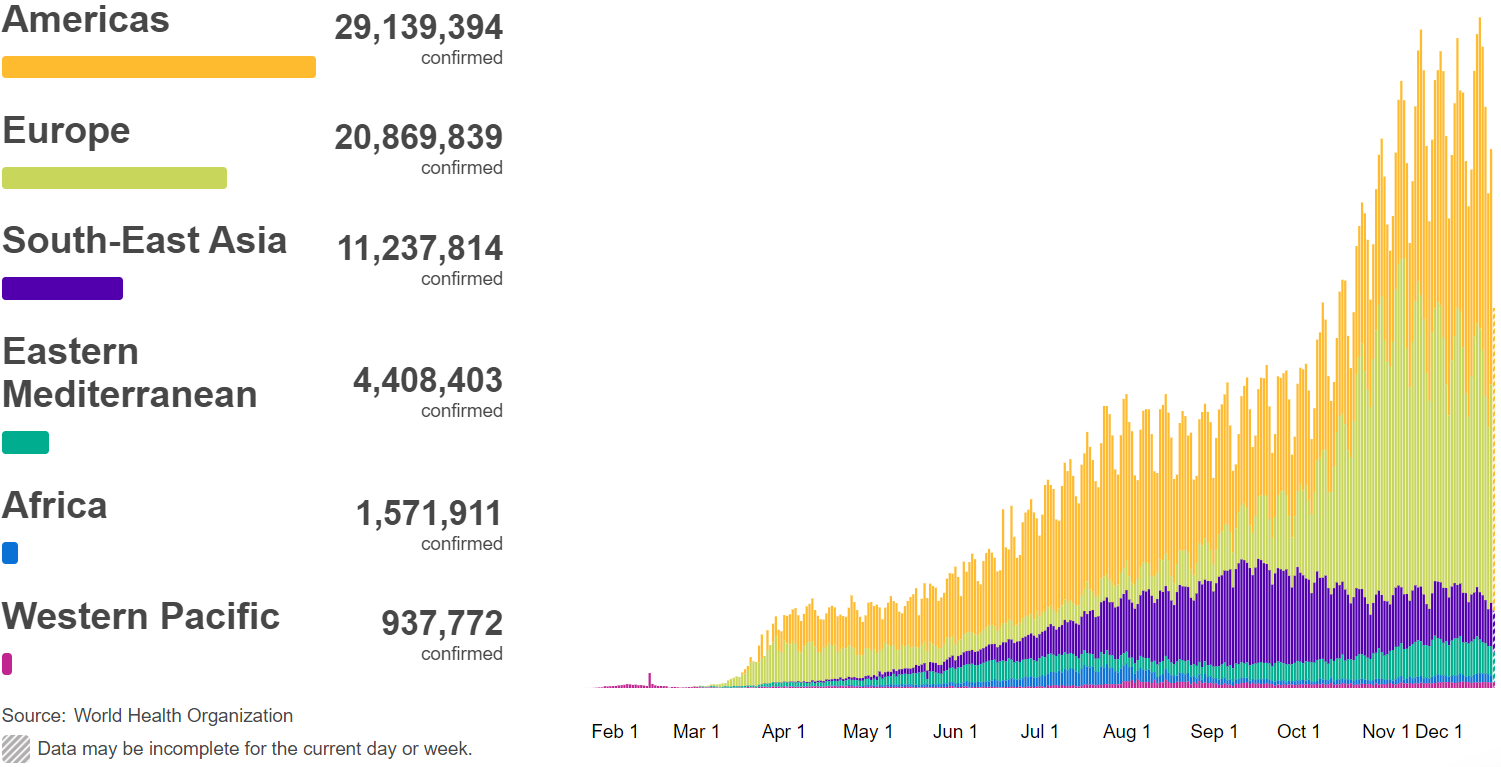 Americas
29,139,394
confirmed
Europe
20,869,839
confirmed
South-East Asia
11,237,814
confirmed
Eastern
Mediterranean
4,408,403
confirmed
Africa
1,571,911
confirmed
Western Pacific
937,772
confirmed
Source: World Health Organization
Data may be incomplete for the current day or week.
Feb 1 Mar 1 Apr 1 May 1 Jun 1 Jul 1 Aug 1 Sep 1 Oct 1 Nov 1 Dec 1